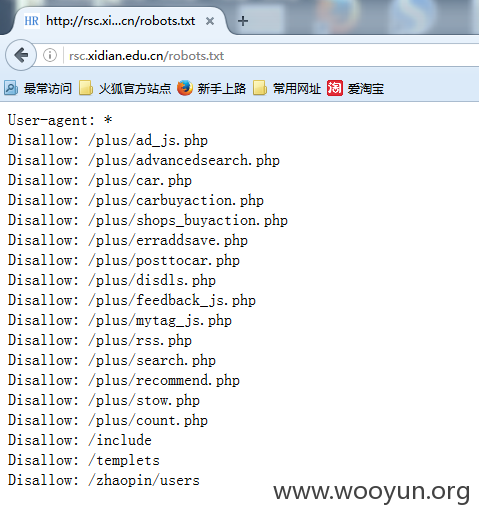 HR http://rsc.xi...cn/robots.txt
rsc.xidian.edu.cn/robots.txt
最常访问 火狐官方站点 新手上路 常用网址 淘 爱淘宝
User-agent: *
Disallow: /plus/ad_js.php
Disallow: /plus/advancedsearch.php
Disallow: /plus/car.php
Disallow: /plus/carbuyaction.php
Disallow: /plus/shops_buyaction.php
Disallow: /plus/erraddsave.php
Disallow: /plus/posttocar.php
Disallow: /plus/disdls.php
Disallow: /plus/feedback_js.php
Disallow: /plus/mytag_js.php
Disallow: /plus/rss.php
Disallow: /plus/search.php
Disallow: /plus/recommend.php
Disallow: /plus/stow.php
Disallow: /plus/count.php
Disallow: /include
Disallow: /templets
Disallow: /zhaopin/users
www.wooyun.org